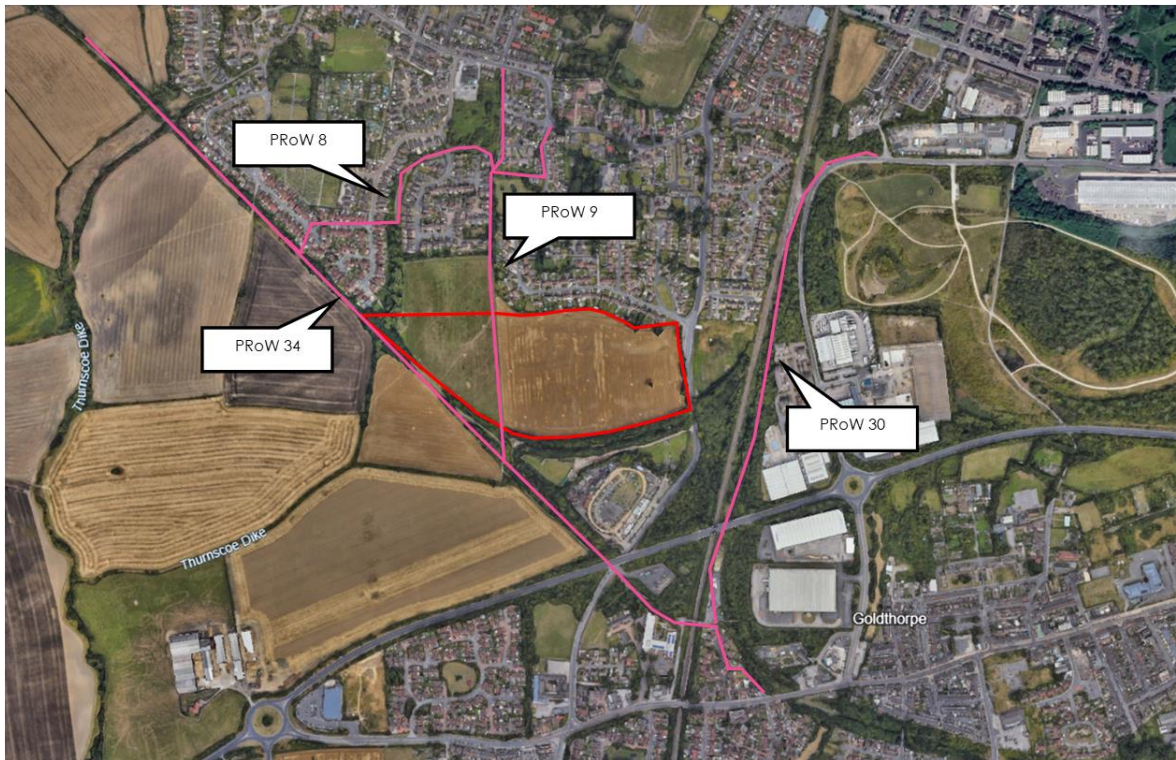 PRoW 8
PRoW 9
PRoW 34
Thurnscoe Dike
PRoW 30
Thurnscoe Dike
Goldthorpe